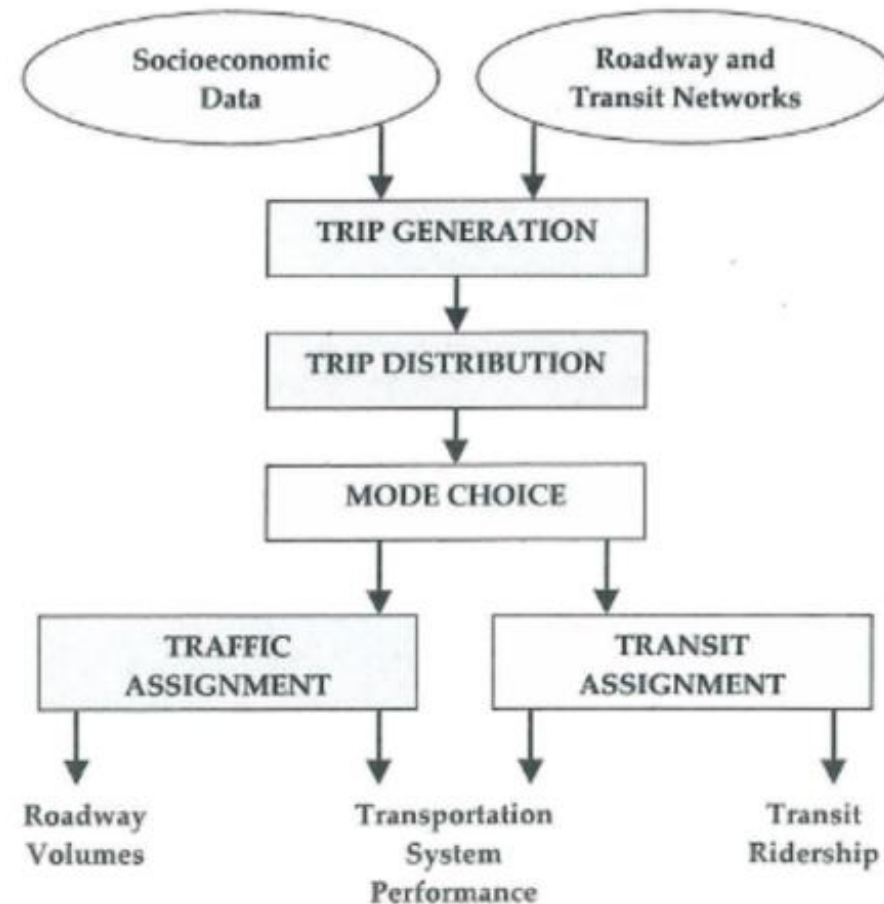 Socioeconomic
Data
Roadway and
Transit Networks
TRIP GENERATION
TRIP DISTRIBUTION
MODE CHOICE
TRAFFIC
ASSIGNMENT
TRANSIT
ASSIGNMENT
Roadway
Volumes
Transportation
System
Performance
Transit
Ridership